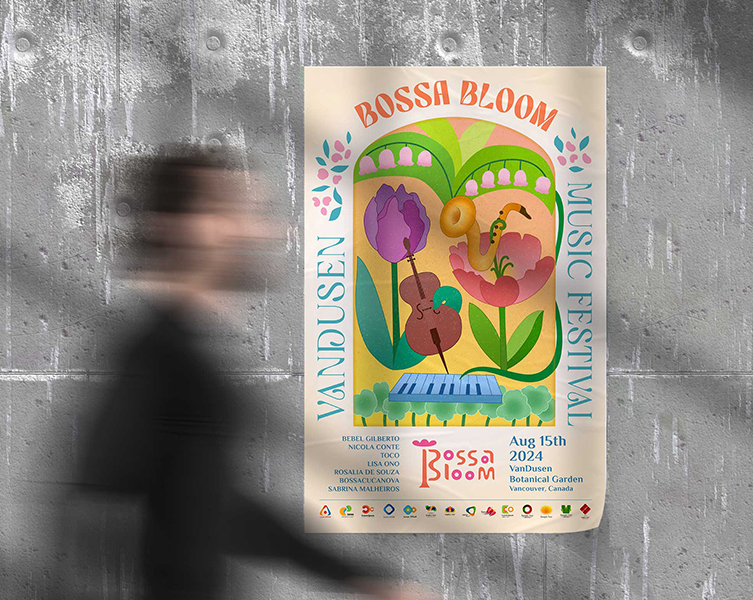 BOSSA BLOOM
VANDUSEN
MUSIC FESTIVAL
BEBEL GILBERTO
NICOLA CONTE
TOCO
LISA ONO
ROSALIA DE SOUZA
BOSSACUCANOVA
SABRINA MALHEIROS
Bossa
Bloom
Aug 15th
2024
VanDusen
Botanical Garden
Vancouver, Canada